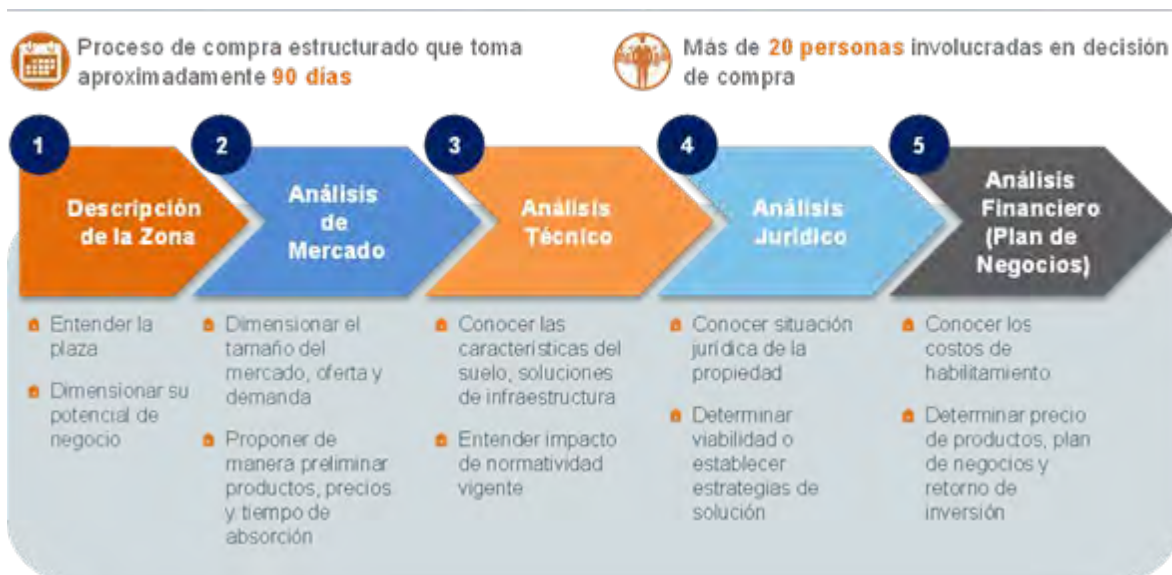 Proceso de compra estructurado que toma
aproximadamente 90 días
Más de 20 personas involucradas en decisión
de compra
1
Descripción
de la Zona
Entender la
plaza
Dimensionar su
potencial de
negocio
2
Análisis
de
Mercado
Dimensionar el
tamaño del
mercado, oferta y
demanda
Proponer de
manera preliminar
productos, precios
y tiempo de
absorción
3
Análisis
Técnico
Conocer las
características del
suelo, soluciones
de infraestructura
Entender impacto
de normatividad
vigente
4
Análisis
Jurídico
Conocer situación
jurídica de la
propiedad
Determinar
viabilidad o
establecer
estrategias de
solución
5
Análisis
Financiero
(Plan de
Negocios)
Conocer los
costos de
habilitamiento
Determinar precio
de productos, plan
de negocios y
retorno de
inversión